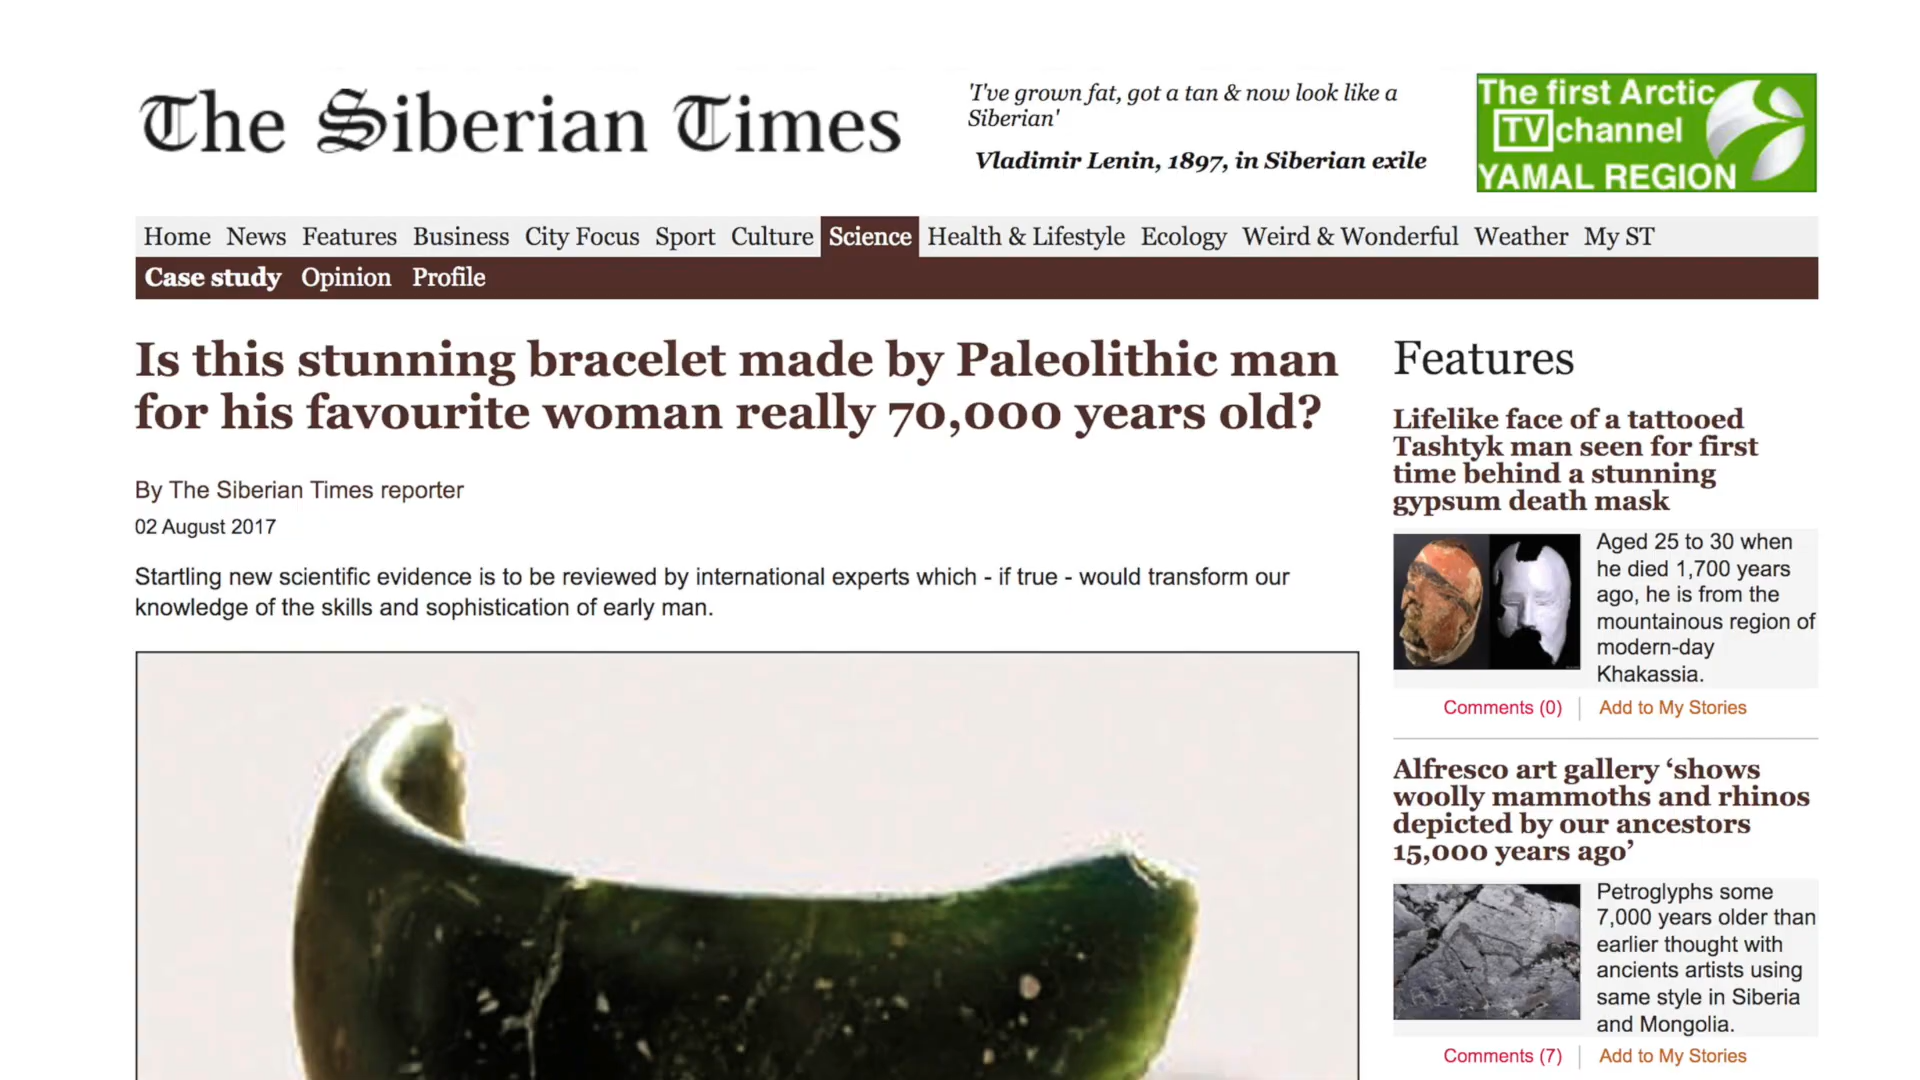 The Siberian Times
'I've grown fat, got a tan & now look like a
Siberian'
Vladimir Lenin, 1897, in Siberian exile
The first Arctic
TV channel
YAMAL REGION
Home News Features Business City Focus Sport Culture Science Health & Lifestyle Ecology Weird & Wonderful Weather My ST
Case study Opinion Profile
Is this stunning bracelet made by Paleolithic man
for his favourite woman really 70,000 years old?
By The Siberian Times reporter
02 August 2017
Startling new scientific evidence is to be reviewed by international experts which - if true - would transform our
knowledge of the skills and sophistication of early man.
Features
Lifelike face of a tattooed
Tashtyk man seen for first
time behind a stunning
gypsum death mask
Aged 25 to 30 when
he died 1,700 years
ago, he is from the
mountainous region of
modern-day
Khakassia.
Comments (0) | Add to My Stories
Alfresco art gallery ‘shows
woolly mammoths and rhinos
depicted by our ancestors
15,000 years ago’
Petroglyphs some
7,000 years older than
earlier thought with
ancients artists using
same style in Siberia
and Mongolia.
Comments (7) | Add to My Stories